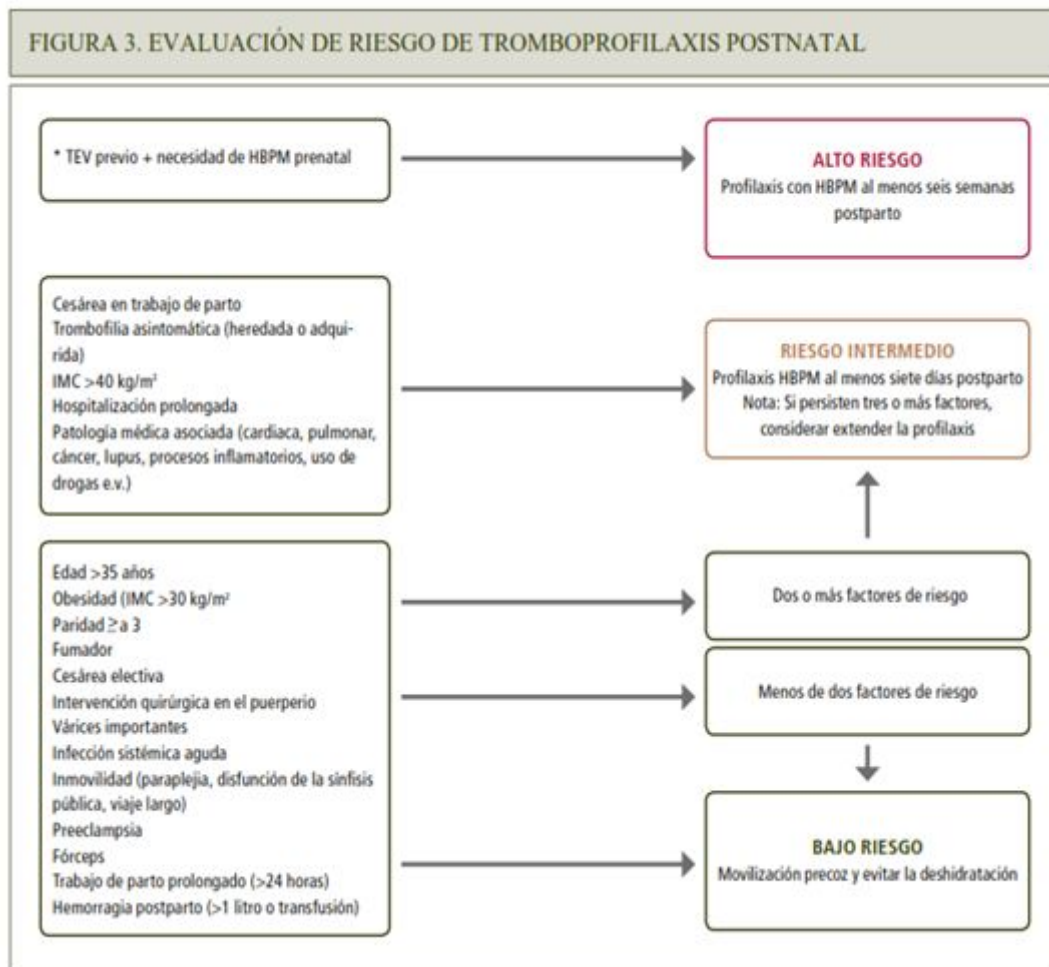 FIGURA 3. EVALUACIÓN DE RIESGO DE TROMBOPROFILAXIS POSTNATAL
* TEV previo + necesidad de HBPM prenatal
ALTO RIESGO
Profilaxis con HBPM al menos seis semanas
postparto
Cesárea en trabajo de parto
Trombofilia asintomática (heredada o adqui-
rida)
IMC >40 kg/m²
Hospitalización prolongada
Patología médica asociada (cardiaca, pulmonar,
cáncer, lupus, procesos inflamatorios, uso de
drogas e.v.)
RIESGO INTERMEDIO
Profilaxis HBPM al menos siete días postparto
Nota: Si persisten tres o más factores,
considerar extender la profilaxis
Edad >35 años
Obesidad (IMC >30 kg/m²
Paridad ≥ a 3
Fumador
Cesárea electiva
Intervención quirúrgica en el puerperio
Várices importantes
Infección sistémica aguda
Inmovilidad (paraplejia, disfunción de la sínfisis
pública, viaje largo)
Preeclampsia
Fórceps
Trabajo de parto prolongado (>24 horas)
Hemorragia postparto (>1 litro o transfusión)
Dos o más factores de riesgo
Menos de dos factores de riesgo
BAJO RIESGO
Movilización precoz y evitar la deshidratación